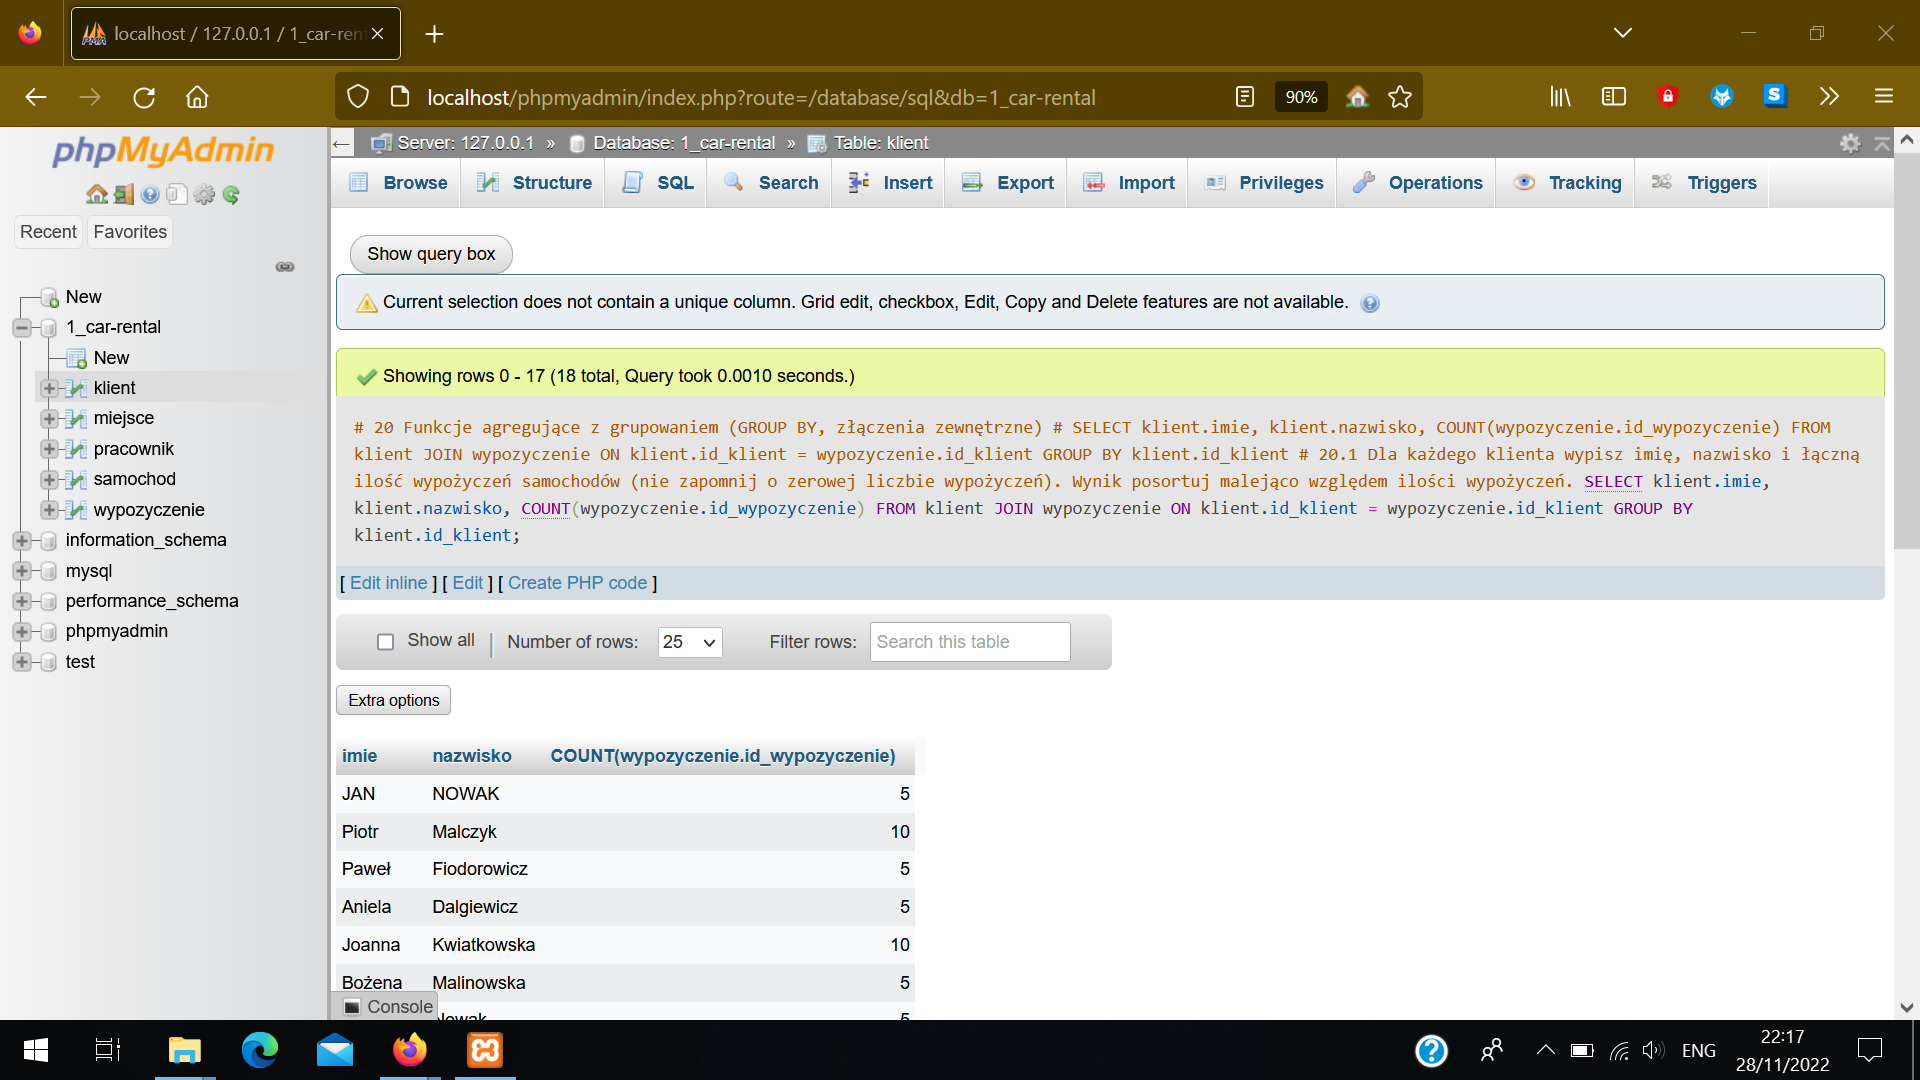 localhost / 127.0.0.1 / 1_car-ren
localhost/phpmyadmin/index.php?route=/database/sql&db=1_car-rental
90%
phpMyAdmin
Recent
Favorites
New
1_car-rental
New
klient
miejsce
pracownik
samochod
wypozyczenie
information_schema
mysql
performance_schema
phpmyadmin
test
Server: 127.0.0.1 » Database: 1_car-rental » Table: klient
Browse Structure SQL Search Insert Export Import Privileges Operations Tracking Triggers
Show query box
Current selection does not contain a unique column. Grid edit, checkbox, Edit, Copy and Delete features are not available.
Showing rows 0 - 17 (18 total, Query took 0.0010 seconds.)
# 20 Funkcje agregujące z grupowaniem (GROUP BY, złączenia zewnętrzne) # SELECT klient.imie, klient.nazwisko, COUNT(wypozyczenie.id_wypozyczenie) FROM
klient JOIN wypozyczenie ON klient.id_klient = wypozyczenie.id_klient GROUP BY klient.id_klient # 20.1 Dla każdego klienta wypisz imię, nazwisko i łączną
ilość wypożyczeń samochodów (nie zapomnij o zerowej liczbie wypożyczeń). Wynik posortuj malejąco względem ilości wypożyczeń. SELECT klient.imie,
klient.nazwisko, COUNT(wypozyczenie.id_wypozyczenie) FROM klient JOIN wypozyczenie ON klient.id_klient = wypozyczenie.id_klient GROUP BY
klient.id_klient;
[ Edit inline ] [ Edit ] [ Create PHP code ]
Show all | Number of rows: 25 Filter rows: Search this table
Extra options
imie nazwisko COUNT(wypozyczenie.id_wypozyczenie)
JAN NOWAK 5
Piotr Malczyk 10
Paweł Fiodorowicz 5
Aniela Dalgiewicz 5
Joanna Kwiatkowska 10
Bożena Malinowska 5
Console
Nowak 5
ENG
22:17
28/11/2022